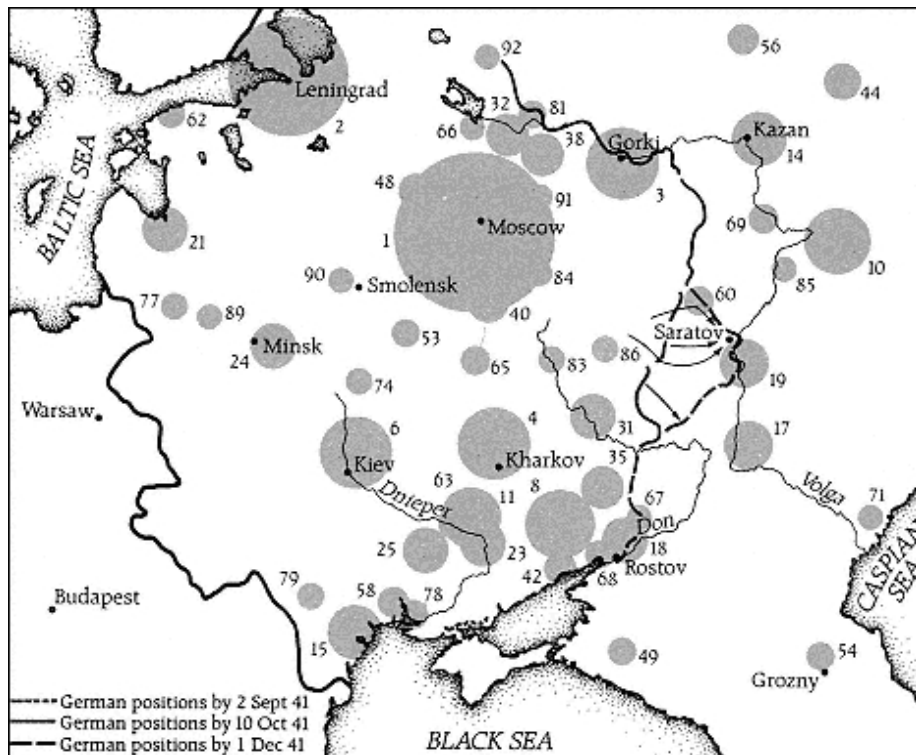 92
56
44
Leningrad
2
62
32
81
66
38
Gorki
3
Kazan
14
48
91
BALTIC SEA
Moscow
1
21
69
10
90
Smolensk
84
85
77
89
40
60
53
Saratov
Minsk
24
65
83
86
19
74
Warsaw
6
4
31
17
Kiev
Kharkov
35
63
Dnieper
11
8
67
Volga
71
Don
25
23
18
42
68
Rostov
CASPIAN SEA
79
58
78
Budapest
15
49
54
Grozny
German positions by 2 Sept 41
German positions by 10 Oct 41
German positions by 1 Dec 41
BLACK SEA